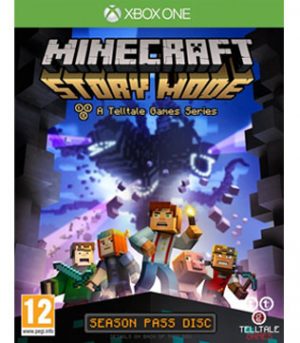 XBOX ONE
MINECRAFT
STORY MODE
A Telltale Games Series
12
www.pegi.info
SEASON PASS DISC
TELLTALE
GAMES